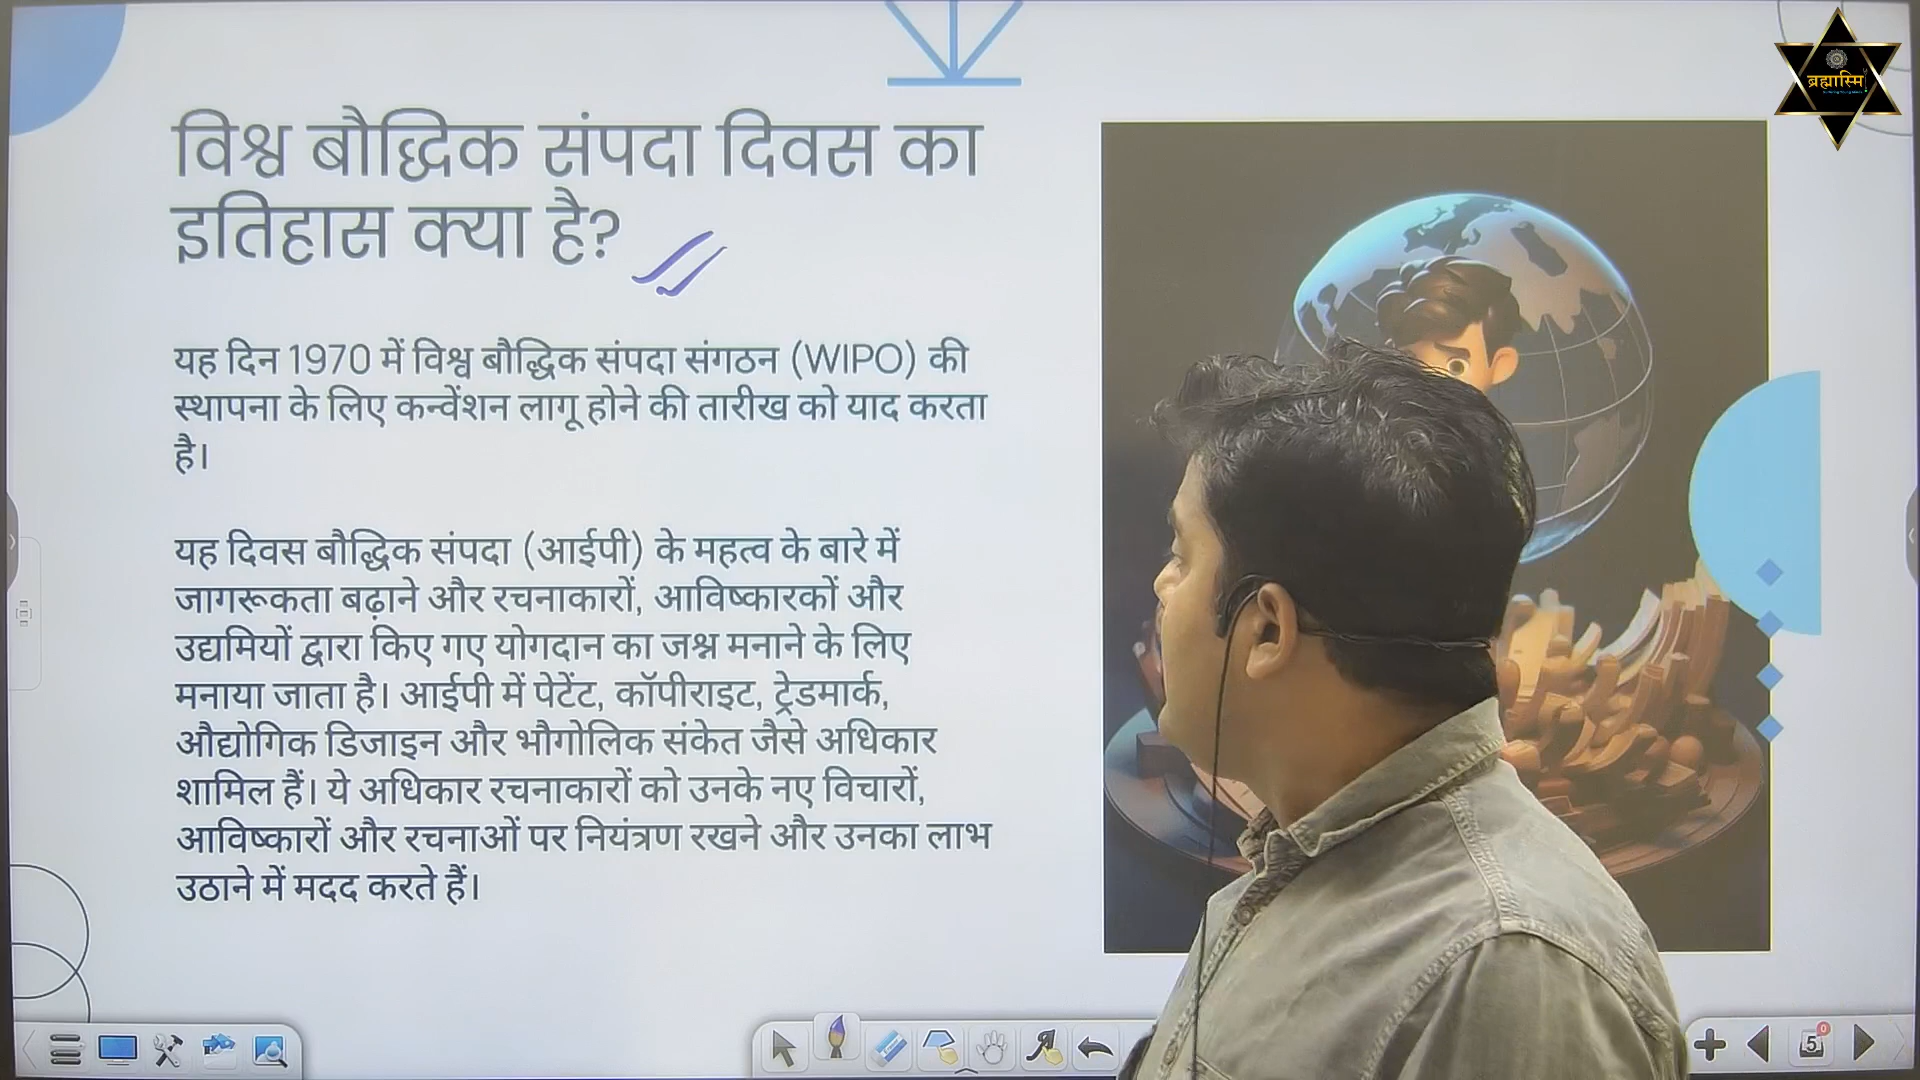 ब्रह्मास्मि
विश्व बौद्धिक संपदा दिवस का
इतिहास क्या है?
यह दिन 1970 में विश्व बौद्धिक संपदा संगठन (WIPO) की
स्थापना के लिए कन्वेंशन लागू होने की तारीख को याद करता
है।
यह दिवस बौद्धिक संपदा (आईपी) के महत्व के बारे में
जागरूकता बढ़ाने और रचनाकारों, आविष्कारकों और
उद्यमियों द्वारा किए गए योगदान का जश्न मनाने के लिए
मनाया जाता है। आईपी में पेटेंट, कॉपीराइट, ट्रेडमार्क,
औद्योगिक डिजाइन और भौगोलिक संकेत जैसे अधिकार
शामिल हैं। ये अधिकार रचनाकारों को उनके नए विचारों,
आविष्कारों और रचनाओं पर नियंत्रण रखने और उनका लाभ
उठाने में मदद करते हैं।
5
0